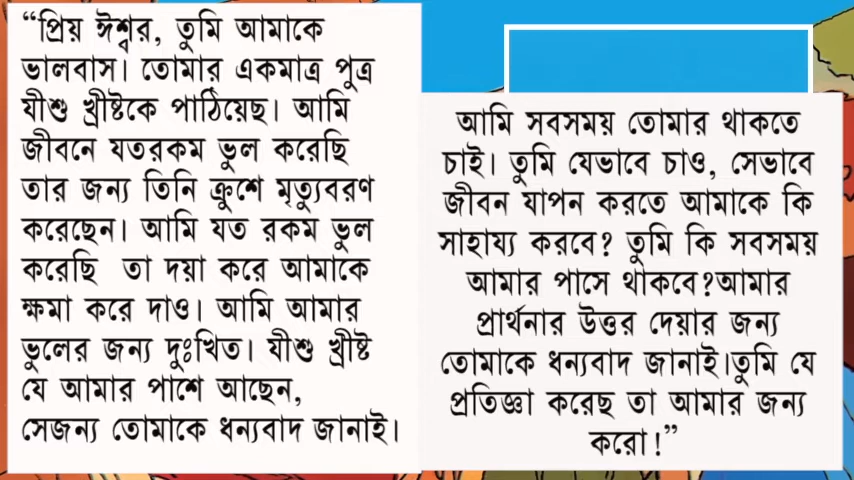 “প্রিয় ঈশ্বর, তুমি আমাকে
ভালবাস। তোমার একমাত্র পুত্র
যীশু খ্রীষ্টকে পাঠিয়েছ। আমি
জীবনে যতরকম ভুল করেছি
তার জন্য তিনি ক্রুশে মৃত্যুবরণ
করেছেন। আমি যত রকম ভুল
করেছি তা দয়া করে আমাকে
ক্ষমা করে দাও। আমি আমার
ভুলের জন্য দুঃখিত। যীশু খ্রীষ্ট
যে আমার পাশে আছেন,
সেজন্য তোমাকে ধন্যবাদ জানাই।
আমি সবসময় তোমার থাকতে
চাই। তুমি যেভাবে চাও, সেভাবে
জীবন যাপন করতে আমাকে কি
সাহায্য করবে? তুমি কি সবসময়
আমার পাসে থাকবে?আমার
প্রার্থনার উত্তর দেয়ার জন্য
তোমাকে ধন্যবাদ জানাই।তুমি যে
প্রতিজ্ঞা করেছ তা আমার জন্য
করো!”